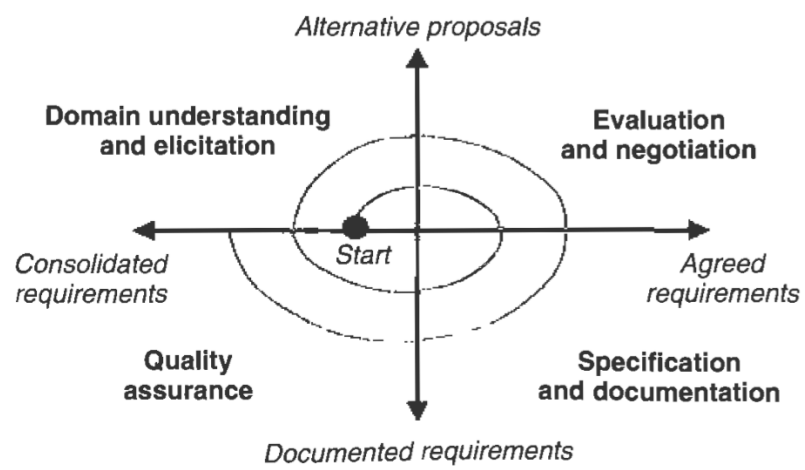 Alternative proposals
Domain understanding
and elicitation
Evaluation
and negotiation
Start
Consolidated
requirements
Agreed
requirements
Quality
assurance
Specification
and documentation
Documented requirements